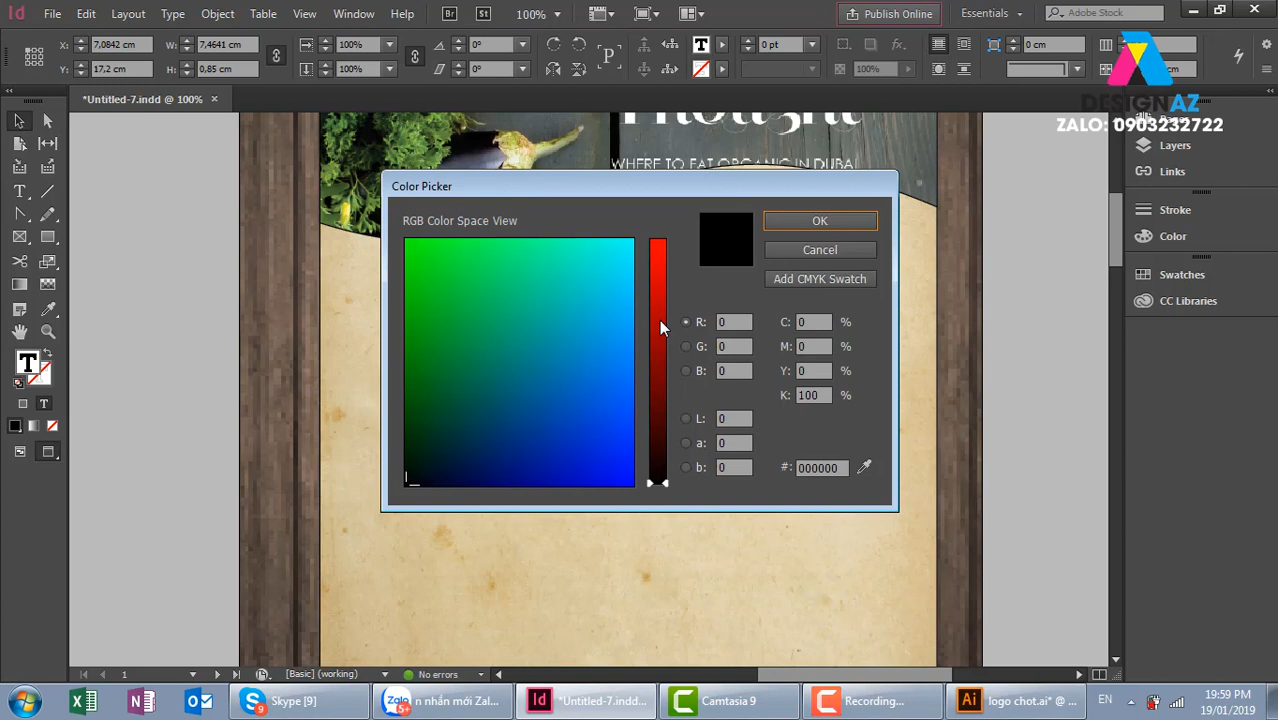 Id File Edit Layout Type Object Table View Window Help Br St 100% Publish Online Essentials Adobe Stock
X: 7,0842 cm W: 7,4641 cm 100% 0° T 0 pt fx. 0 cm
Y: 17,2 cm H: 0,85 cm 100% 0° P 100% cm
*Untitled-7.indd @ 100% ×
DESIGNAZ
ZALO: 0903232722
WHERE TO EAT ORGANIC IN DUBAI
Layers
Links
Stroke
Color
Swatches
CC Libraries
Color Picker
RGB Color Space View
OK
Cancel
Add CMYK Swatch
R: 0 C: 0 %
G: 0 M: 0 %
B: 0 Y: 0 %
K: 100 %
L: 0
a: 0
b: 0 #: 000000
T
T
1 [Basic] (working) No errors
Skype [9] n nhắn mới Zal... *Untitled-7.indd... Camtasia 9 Recording... Ai logo chot.ai* @ ... EN 19:59 PM
19/01/2019